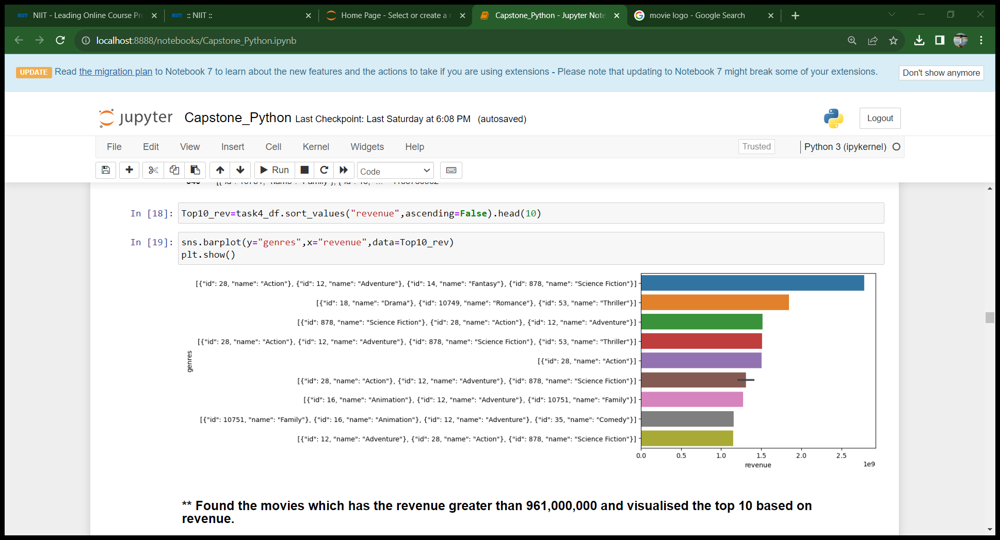 NIIT - Leading Online Course Pr
:: NIIT ::
Home Page - Select or create a n
Capstone_Python - Jupyter Note
movie logo - Google Search
localhost:8888/notebooks/Capstone_Python.ipynb
UPDATE Read the migration plan to Notebook 7 to learn about the new features and the actions to take if you are using extensions - Please note that updating to Notebook 7 might break some of your extensions.
Don't show anymore
jupyter Capstone_Python Last Checkpoint: Last Saturday at 6:08 PM (autosaved)
Logout
File Edit View Insert Cell Kernel Widgets Help
Trusted
Python 3 (ipykernel)
Run
Code
In [18]: Top10_rev=task4_df.sort_values("revenue",ascending=False).head(10)
In [19]: sns.barplot(y="genres",x="revenue",data=Top10_rev)
plt.show()
[{"id": 28, "name": "Action"}, {"id": 12, "name": "Adventure"}, {"id": 14, "name": "Fantasy"}, {"id": 878, "name": "Science Fiction"}]
[{"id": 18, "name": "Drama"}, {"id": 10749, "name": "Romance"}, {"id": 53, "name": "Thriller"}]
[{"id": 878, "name": "Science Fiction"}, {"id": 28, "name": "Action"}, {"id": 12, "name": "Adventure"}]
[{"id": 28, "name": "Action"}, {"id": 12, "name": "Adventure"}, {"id": 878, "name": "Science Fiction"}, {"id": 53, "name": "Thriller"}]
[{"id": 28, "name": "Action"}]
[{"id": 28, "name": "Action"}, {"id": 12, "name": "Adventure"}, {"id": 878, "name": "Science Fiction"}]
[{"id": 16, "name": "Animation"}, {"id": 12, "name": "Adventure"}, {"id": 10751, "name": "Family"}]
[{"id": 10751, "name": "Family"}, {"id": 16, "name": "Animation"}, {"id": 12, "name": "Adventure"}, {"id": 35, "name": "Comedy"}]
[{"id": 12, "name": "Adventure"}, {"id": 28, "name": "Action"}, {"id": 878, "name": "Science Fiction"}]
genres
0.0 0.5 1.0 1.5 2.0 2.5
revenue
1e9
** Found the movies which has the revenue greater than 961,000,000 and visualised the top 10 based on
revenue.